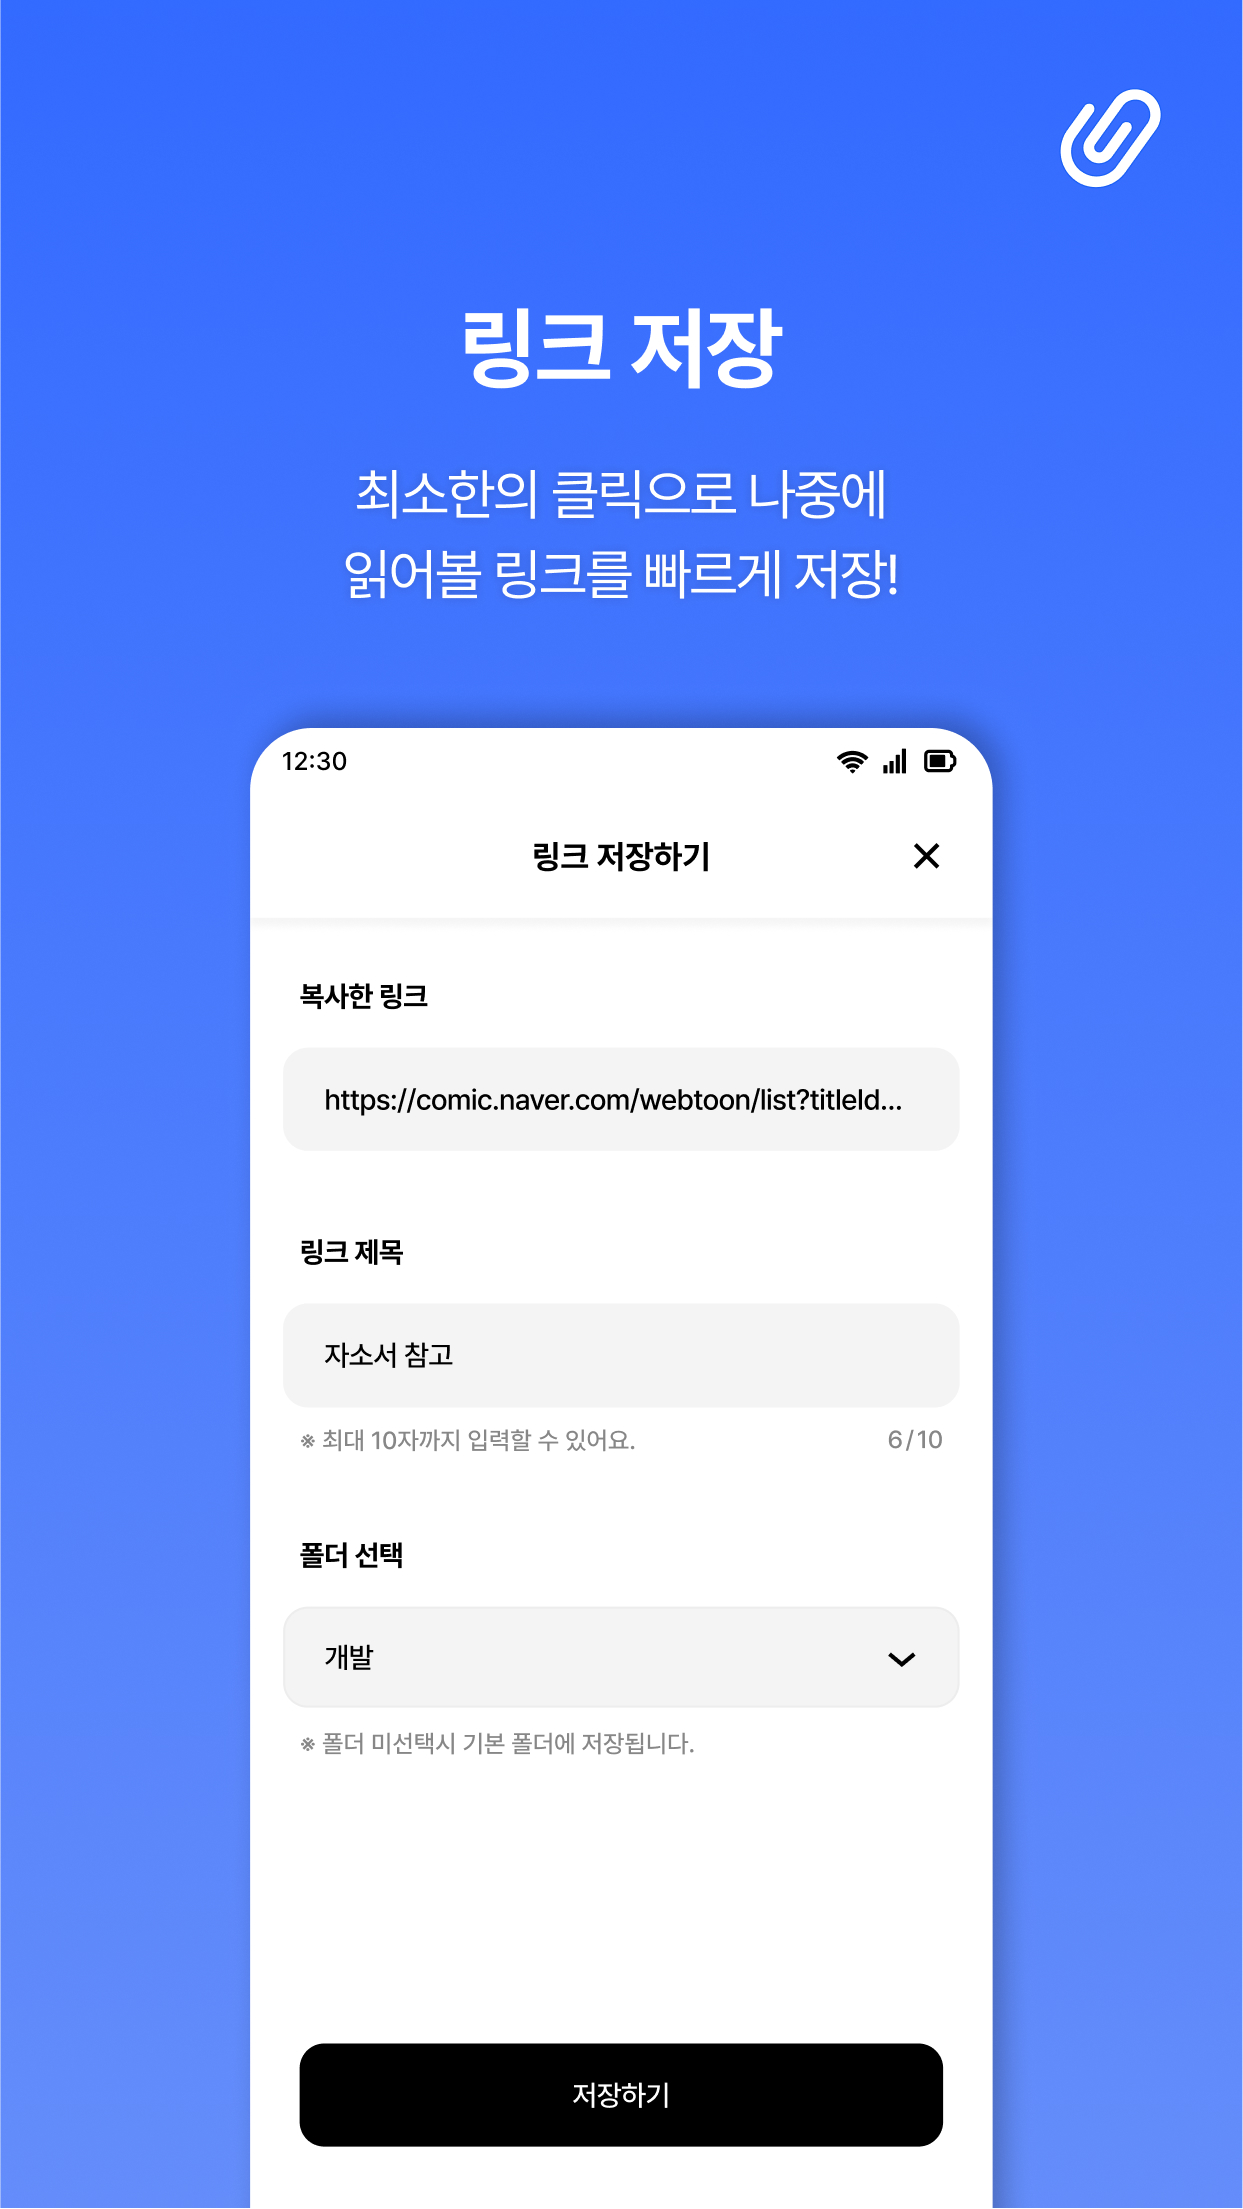 링크 저장
최소한의 클릭으로 나중에
읽어볼 링크를 빠르게 저장!
12:30
링크 저장하기
복사한 링크
https://comic.naver.com/webtoon/list?titleId...
링크 제목
자소서 참고
※ 최대 10자까지 입력할 수 있어요.
6/10
폴더 선택
개발
※ 폴더 미선택시 기본 폴더에 저장됩니다.
저장하기